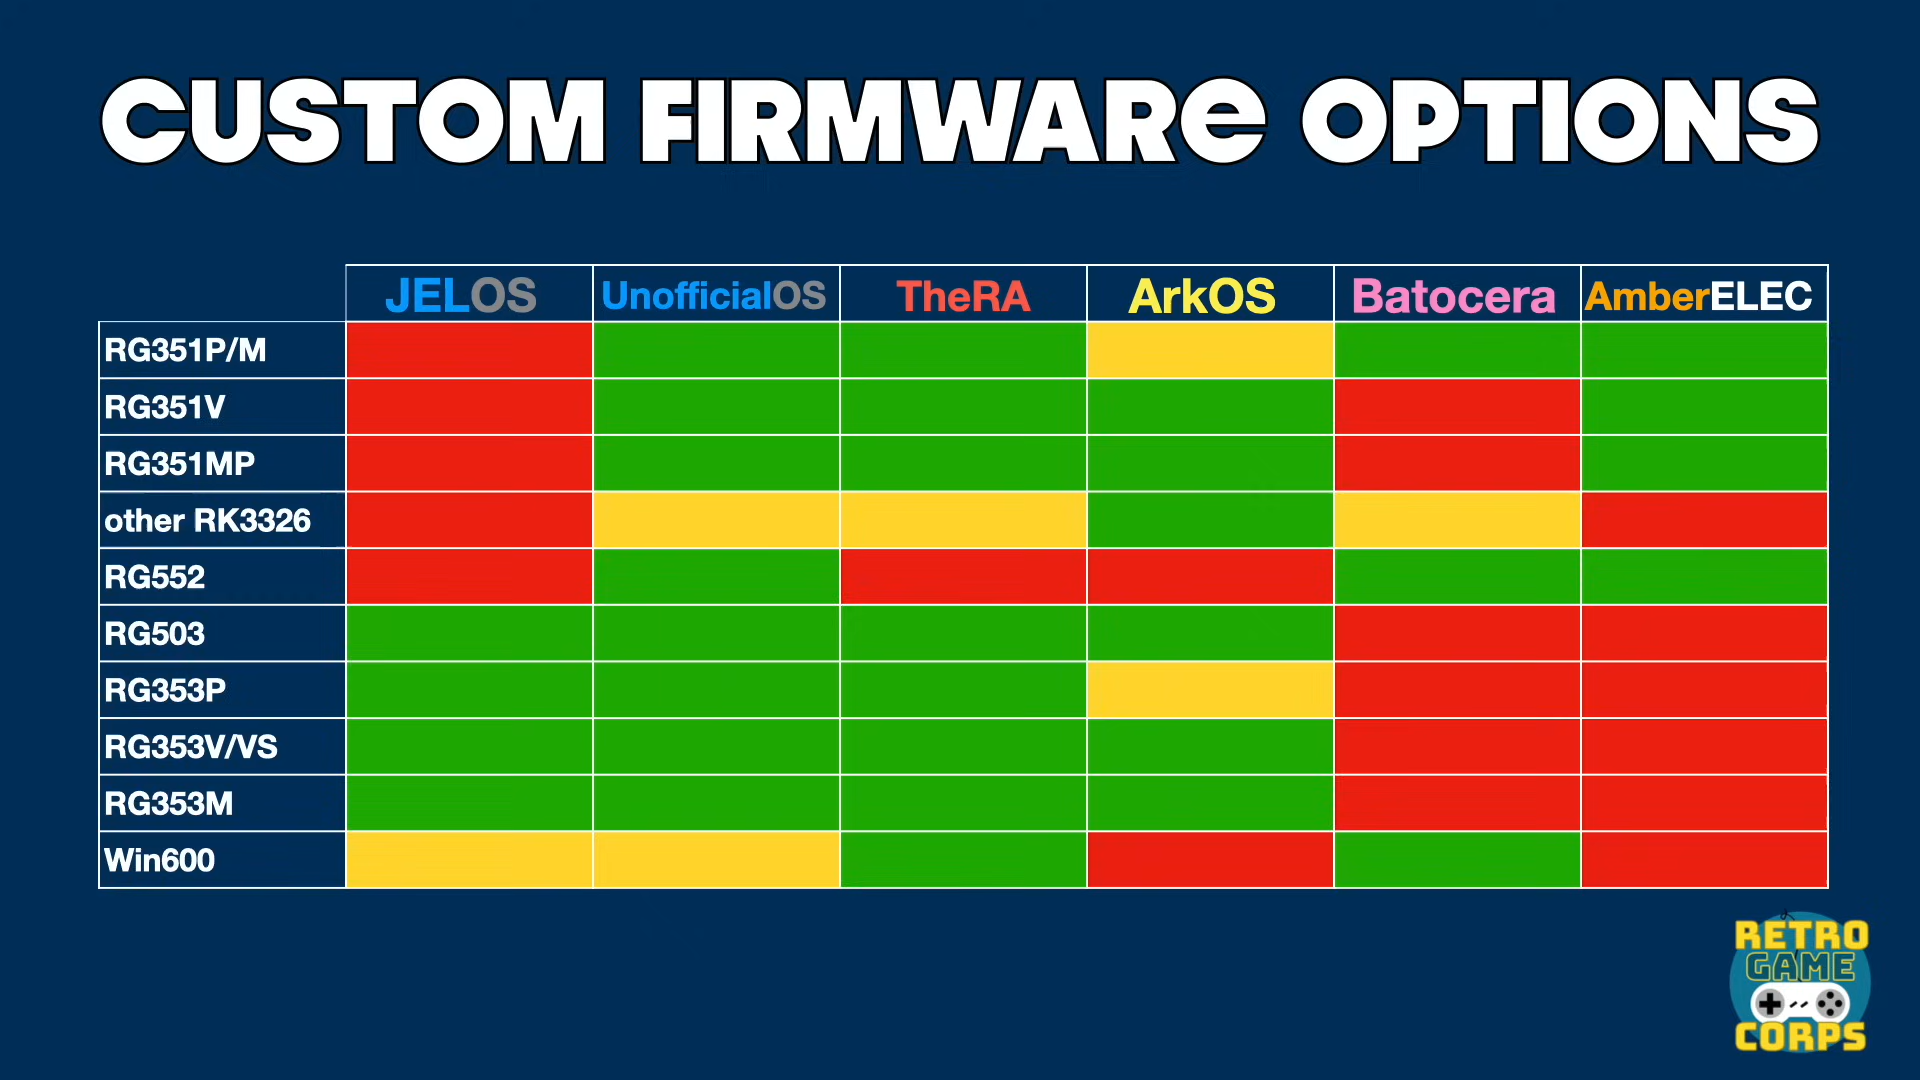 CUSTOM FIRMWARe OPTIONS
JELOS UnofficialOS TheRA ArkOS Batocera AmberELEC
RG351P/M
RG351V
RG351MP
other RK3326
RG552
RG503
RG353P
RG353V/VS
RG353M
Win600
RETRO
GAME
CORPS